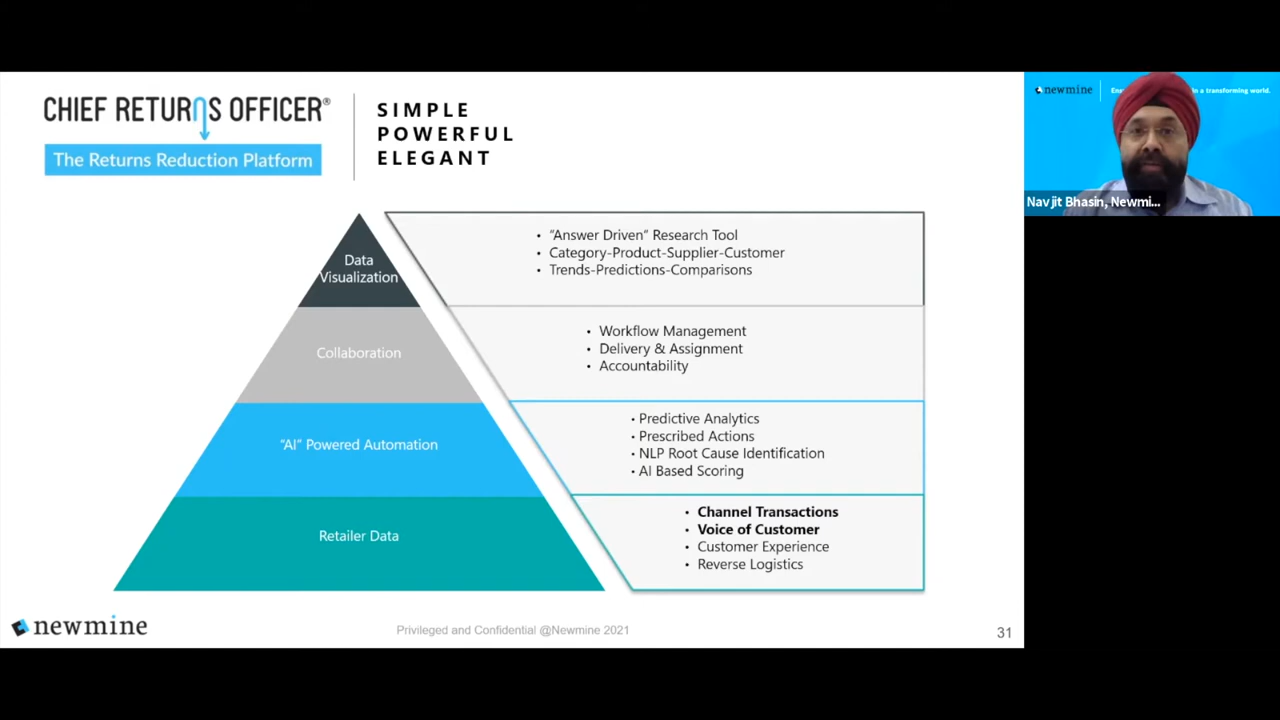 CHIEF RETURNS OFFICER®
The Returns Reduction Platform
SIMPLE
POWERFUL
ELEGANT
Data
Visualization
• “Answer Driven” Research Tool
• Category-Product-Supplier-Customer
• Trends-Predictions-Comparisons
Collaboration
• Workflow Management
• Delivery & Assignment
• Accountability
“AI” Powered Automation
• Predictive Analytics
• Prescribed Actions
• NLP Root Cause Identification
• AI Based Scoring
Retailer Data
• Channel Transactions
• Voice of Customer
• Customer Experience
• Reverse Logistics
newmine
Privileged and Confidential @Newmine 2021
31
newmine
in a transforming world.
Navjit Bhasin, Newmi...